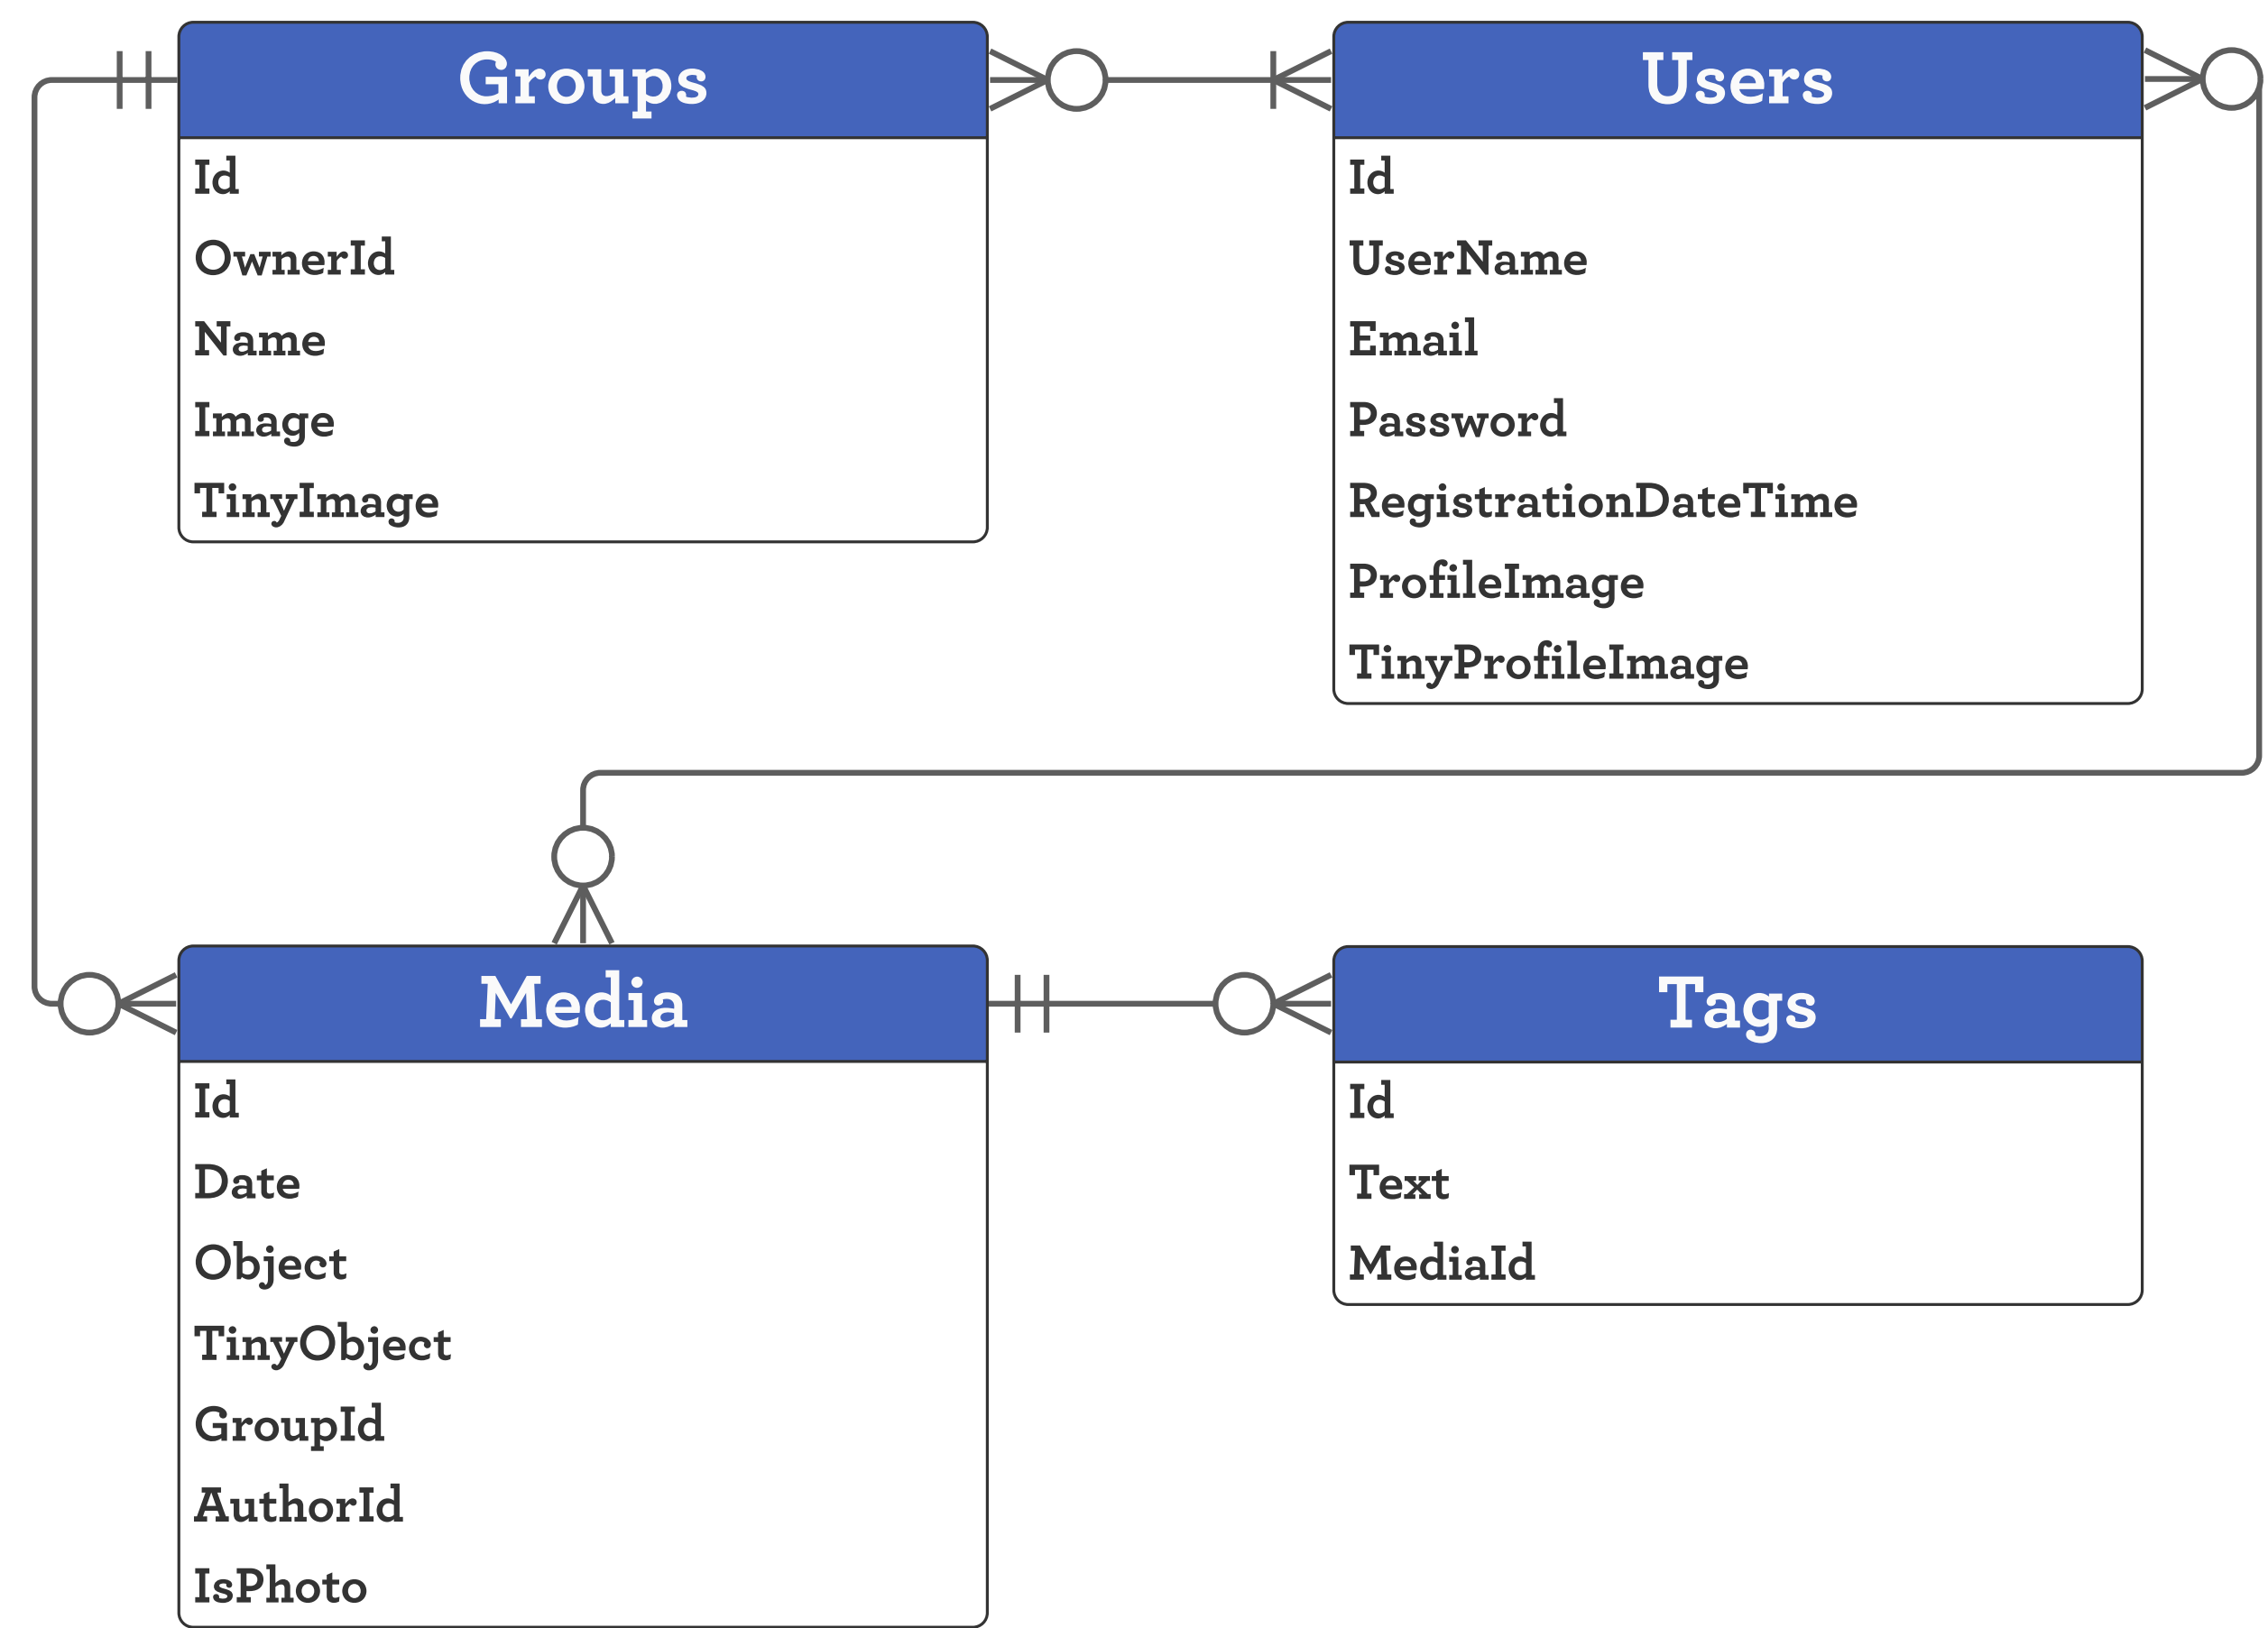 Groups
Id
OwnerId
Name
Image
TinyImage
Users
Id
UserName
Email
Password
RegistrationDateTime
ProfileImage
TinyProfileImage
Media
Id
Date
Object
TinyObject
GroupId
AuthorId
IsPhoto
Tags
Id
Text
MediaId